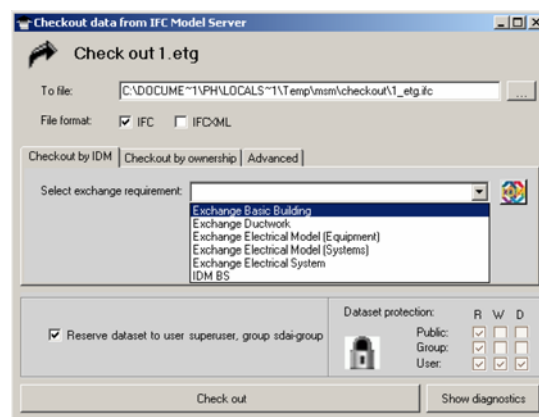 Checkout data from IFC Model Server
Check out 1.etg
To file: C:\DOCUME~1\PH\LOCALS~1\Temp\msm\checkout\1_etg.ifc ...
File format: IFC IFCXML
Checkout by IDM Checkout by ownership Advanced
Select exchange requirement:
Exchange Basic Building
Exchange Ductwork
Exchange Electrical Model (Equipment)
Exchange Electrical Model (Systems)
Exchange Electrical System
IDM BS
Dataset protection: R W D
Reserve dataset to user superuser, group sdai-group
Public:
Group:
User:
Check out Show diagnostics